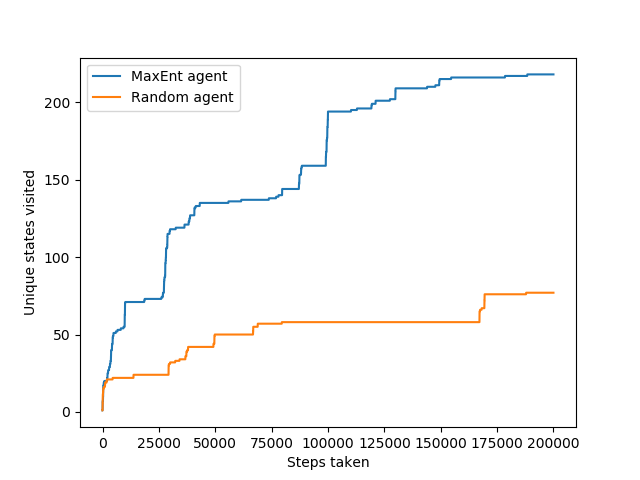 MaxEnt agent
Random agent
200
150
100
50
0
Unique states visited
0 25000 50000 75000 100000 125000 150000 175000 200000
Steps taken